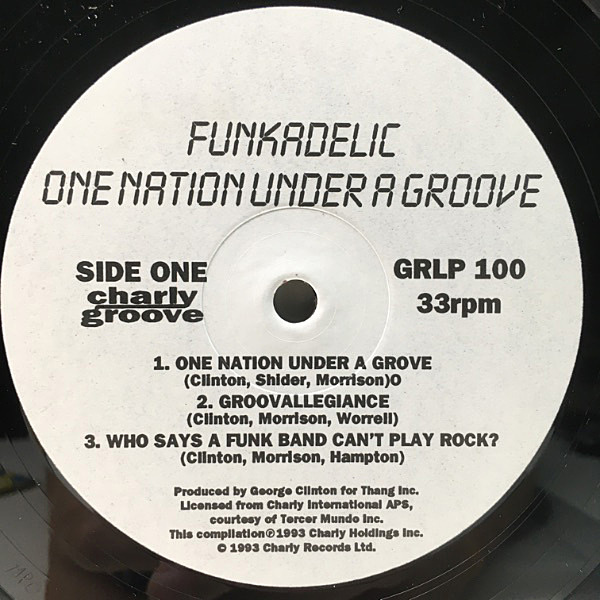 FUNKADELIC
ONE NATION UNDER A GROOVE
SIDE ONE
charly
groove
GRLP 100
33rpm
1. ONE NATION UNDER A GROVE
(Clinton, Shider, Morrison)O
2. GROOVALLEGIANCE
(Clinton, Morrison, Worrell)
3. WHO SAYS A FUNK BAND CAN'T PLAY ROCK?
(Clinton, Morrison, Hampton)
Produced by George Clinton for Thang Inc.
Licensed from Charly International APS,
courtesy of Tercer Mundo Inc.
This compilation℗1993 Charly Holdings Inc.
© 1993 Charly Records Ltd.